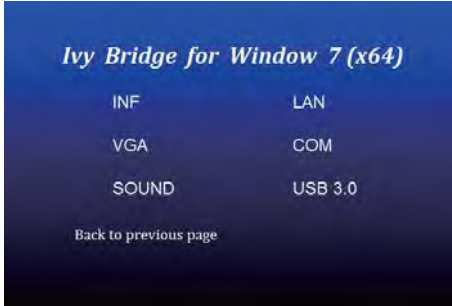 Ivy Bridge for Window 7 (x64)
INF LAN
VGA COM
SOUND USB 3.0
Back to previous page